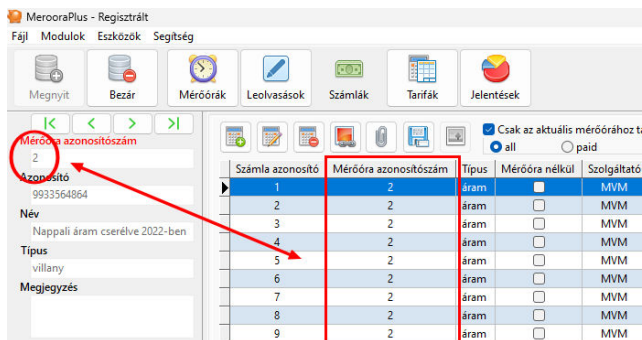 MerooraPlus - Regisztrált
Fájl Modulok Eszközök Segítség
Megnyit Bezár Mérőórák Leolvasások Számlák Tarifák Jelentések
Mérőóra azonosítószám
2
Azonosító
9933564864
Név
Nappali áram cserélve 2022-ben
Típus
villany
Megjegyzés
Csak az aktuális mérőórához ta
all paid
Számla azonosító Mérőóra azonosítószám Típus Mérőóra nélkül Szolgáltató
1 2 áram MVM
2 2 áram MVM
3 2 áram MVM
4 2 áram MVM
5 2 áram MVM
6 2 áram MVM
7 2 áram MVM
8 2 áram MVM
9 2 áram MVM